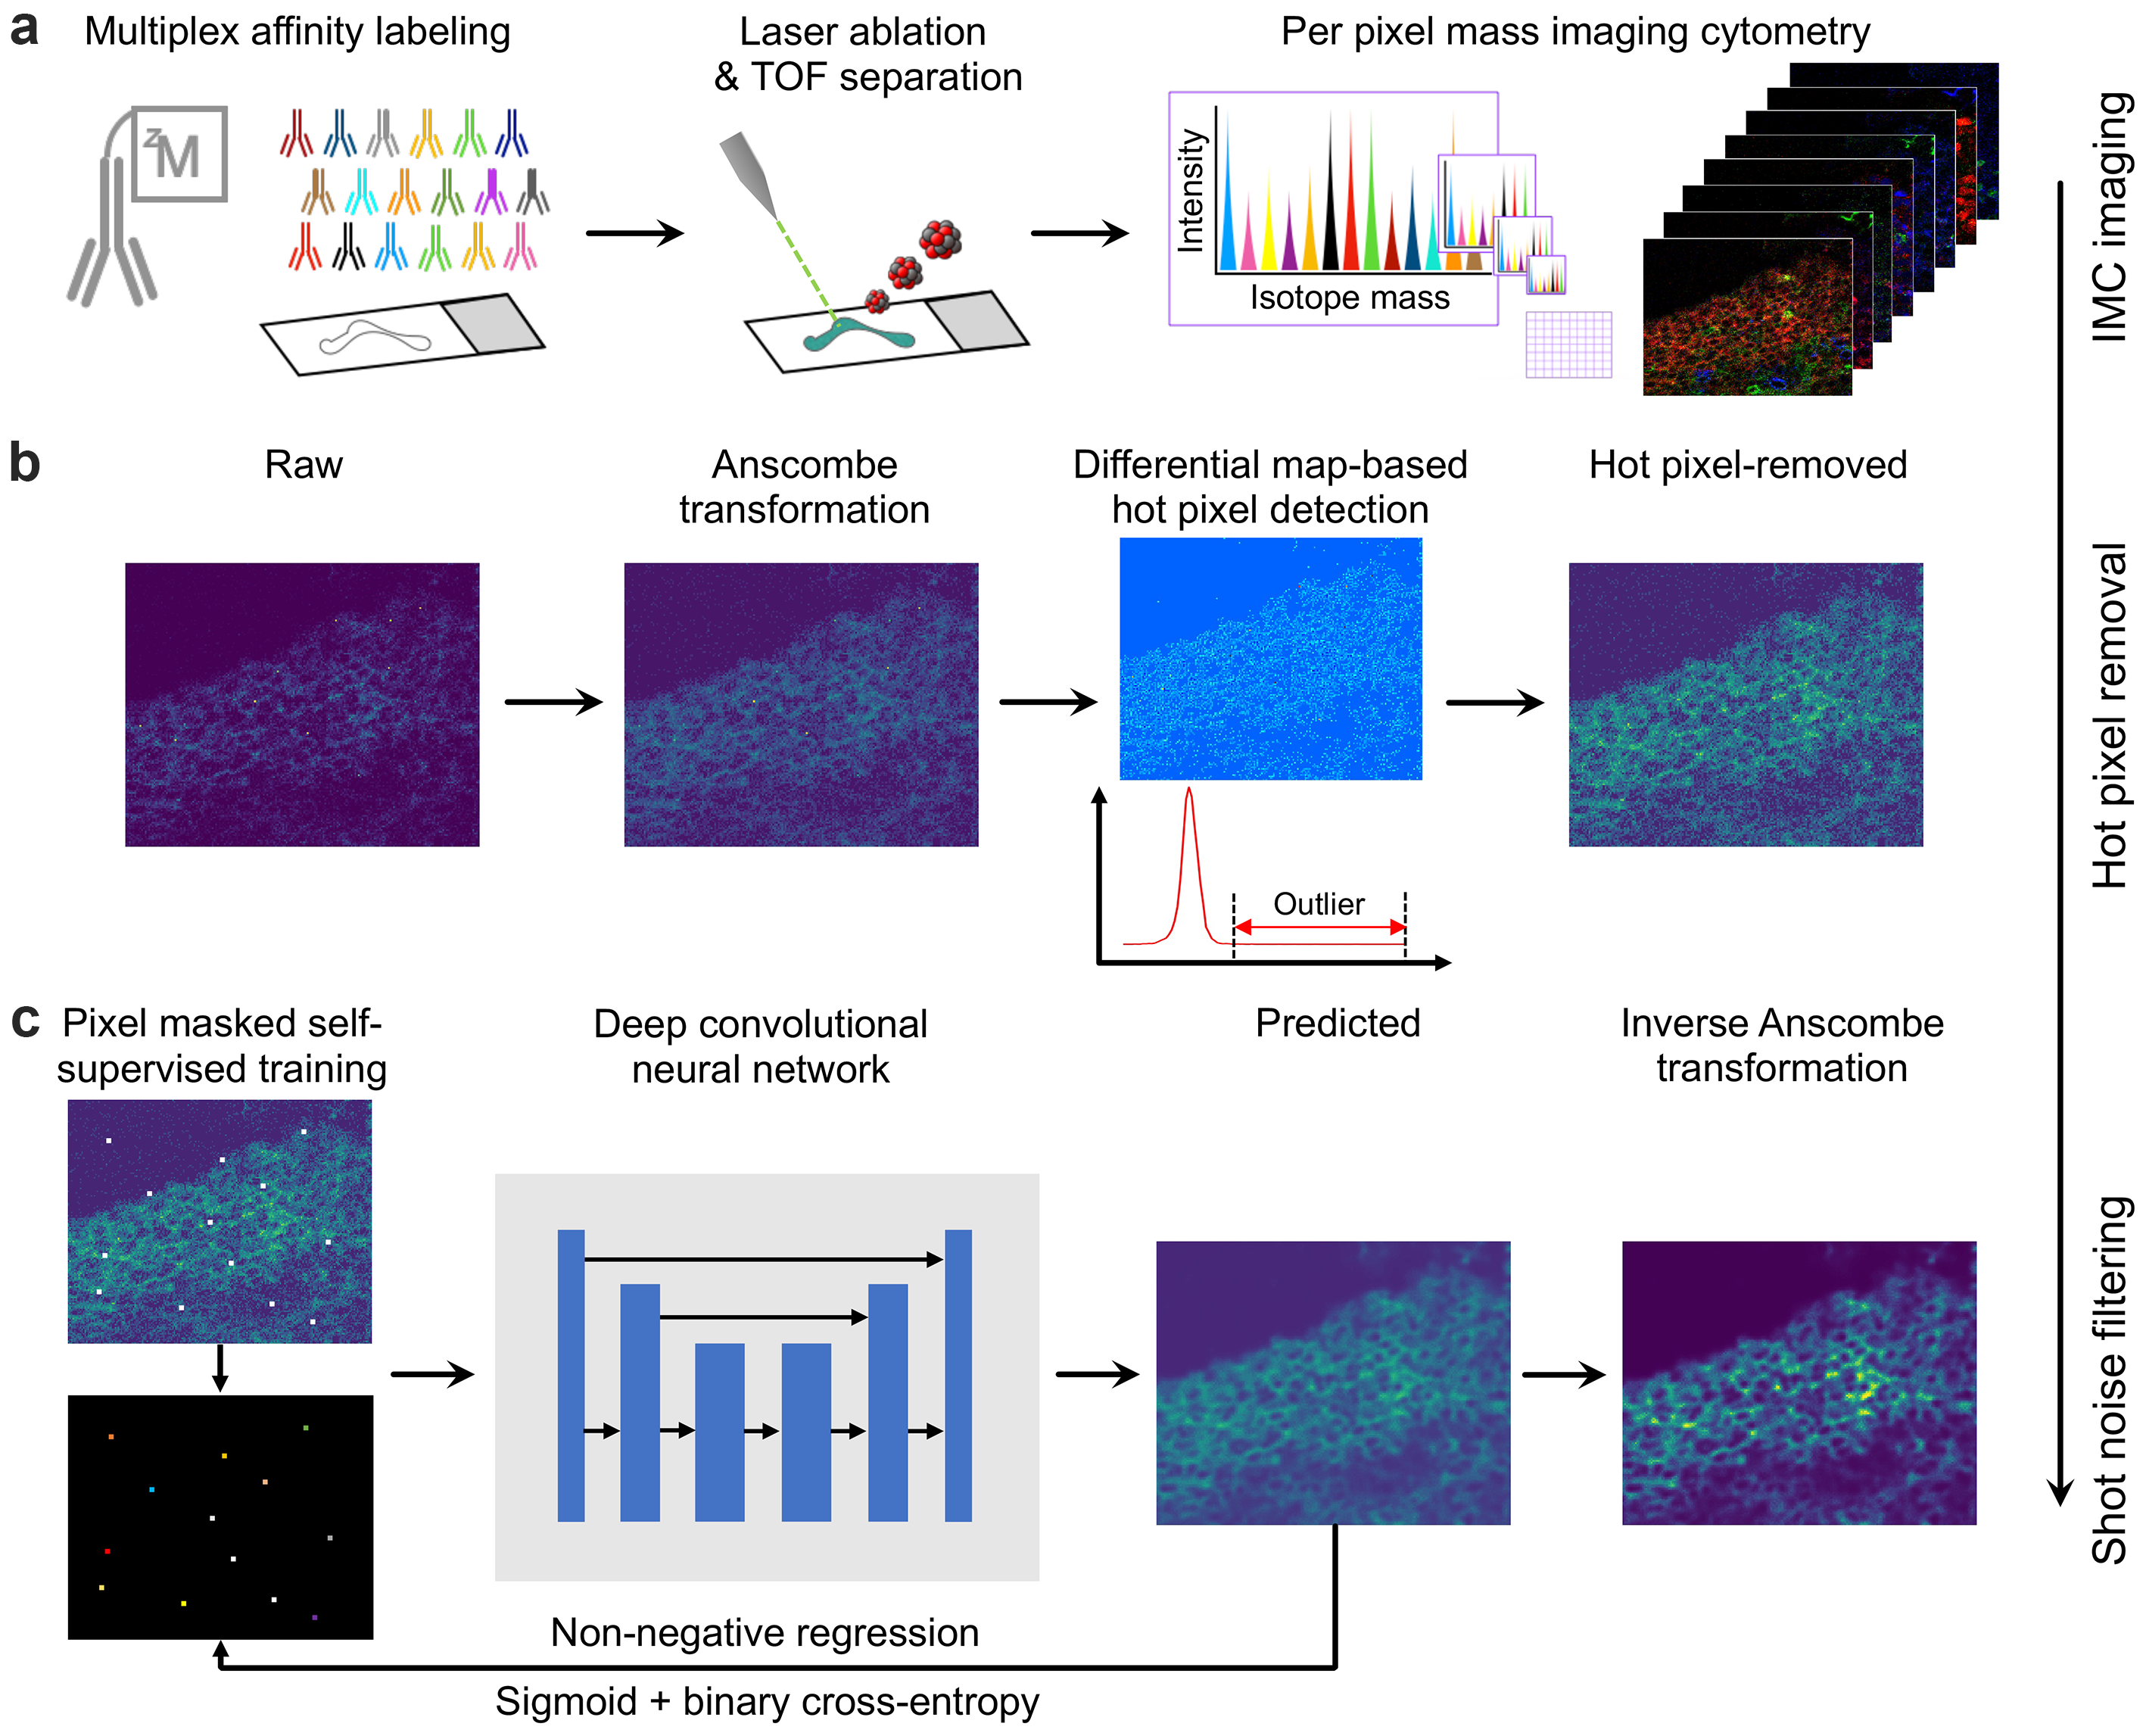 a
Multiplex affinity labeling
Laser ablation
& TOF separation
Per pixel mass imaging cytometry
zM
Intensity
Isotope mass
IMC imaging
b
Raw
Anscombe
transformation
Differential map-based
hot pixel detection
Hot pixel-removed
Outlier
Hot pixel removal
c
Pixel masked self-
supervised training
Deep convolutional
neural network
Predicted
Inverse Anscombe
transformation
Non-negative regression
Sigmoid + binary cross-entropy
Shot noise filtering